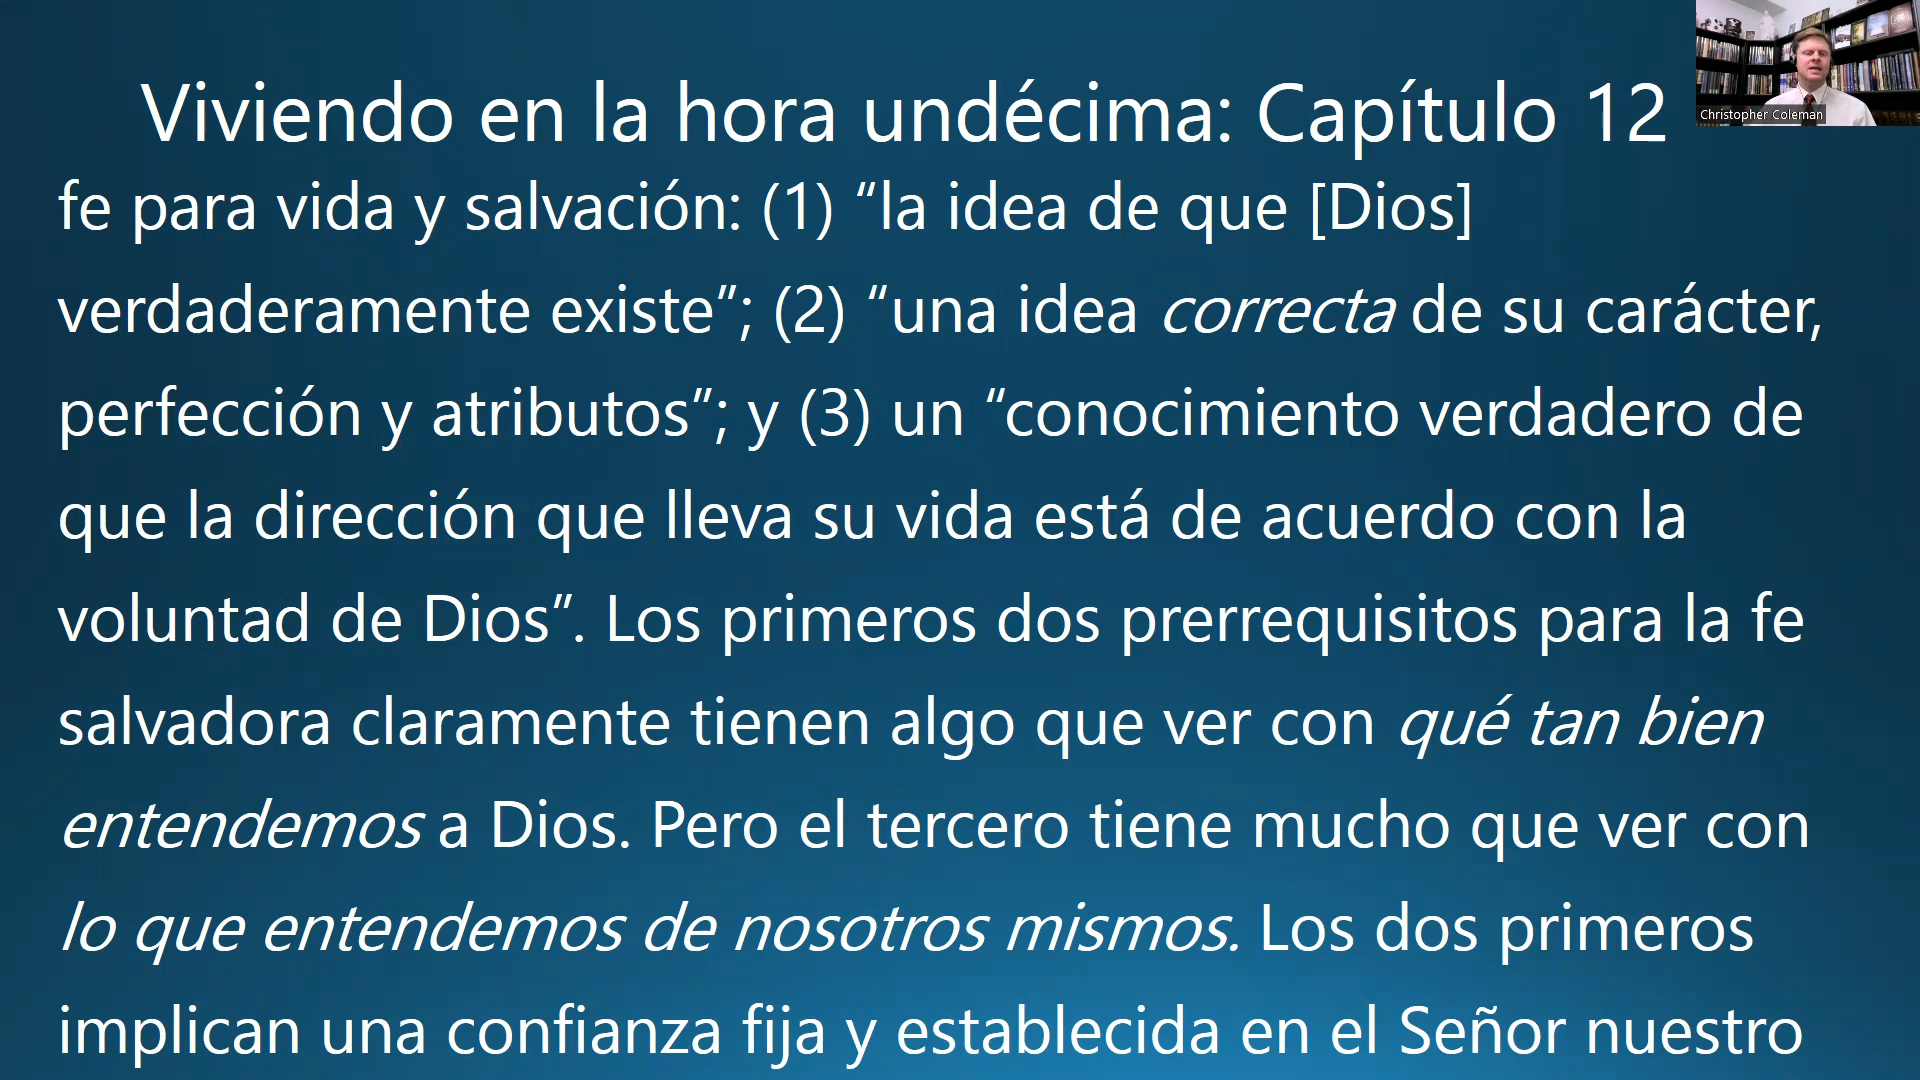 Viviendo en la hora undécima: Capítulo 12
Christopher Coleman
fe para vida y salvación: (1) “la idea de que [Dios]
verdaderamente existe”; (2) “una idea correcta de su carácter,
perfección y atributos”; y (3) un “conocimiento verdadero de
que la dirección que lleva su vida está de acuerdo con la
voluntad de Dios”. Los primeros dos prerrequisitos para la fe
salvadora claramente tienen algo que ver con qué tan bien
entendemos a Dios. Pero el tercero tiene mucho que ver con
lo que entendemos de nosotros mismos. Los dos primeros
implican una confianza fija y establecida en el Señor nuestro